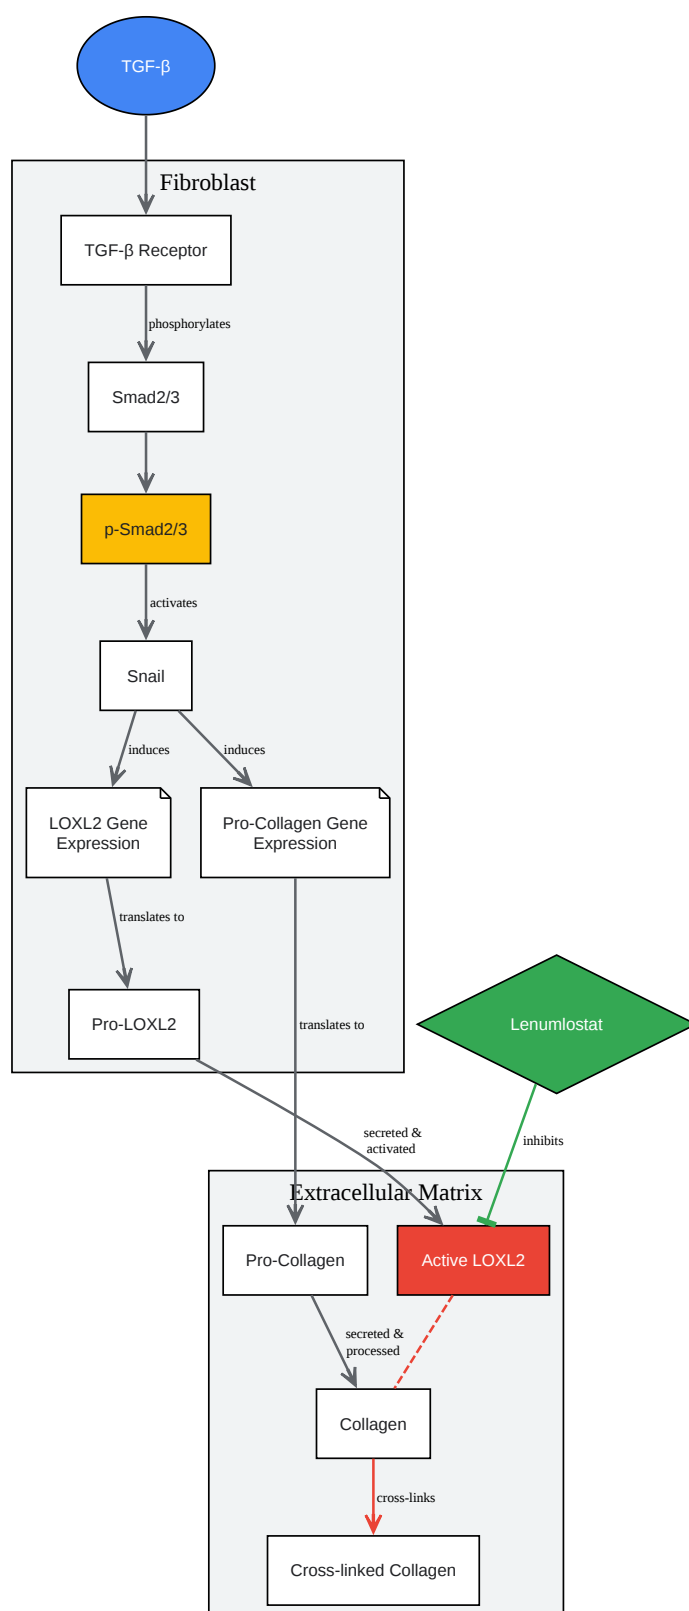 TGF-β
Fibroblast
TGF-β Receptor
phosphorylates
Smad2/3
p-Smad2/3
activates
Snail
induces
induces
LOXL2 Gene
Expression
Pro-Collagen Gene
Expression
translates to
Pro-LOXL2
Lenumlostat
translates to
secreted &
activated
inhibits
Extracellular Matrix
Pro-Collagen
Active LOXL2
secreted &
processed
Collagen
cross-links
Cross-linked Collagen